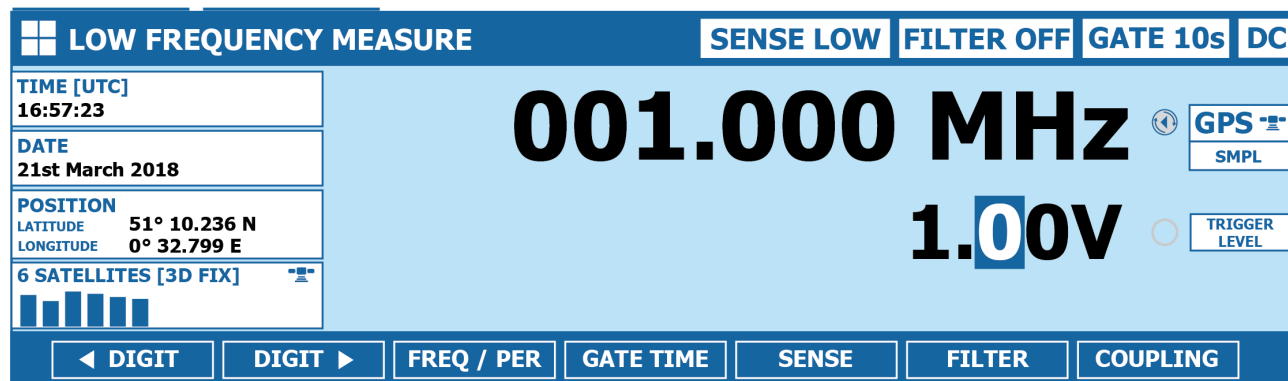 LOW FREQUENCY MEASURE
SENSE LOW FILTER OFF GATE 10s DC
TIME [UTC]
16:57:23
DATE
21st March 2018
POSITION
LATITUDE 51° 10.236 N
LONGITUDE 0° 32.799 E
6 SATELLITES [3D FIX]
001.000 MHz
GPS
SMPL
1.00V
TRIGGER
LEVEL
◀ DIGIT DIGIT ▶ FREQ / PER GATE TIME SENSE FILTER COUPLING